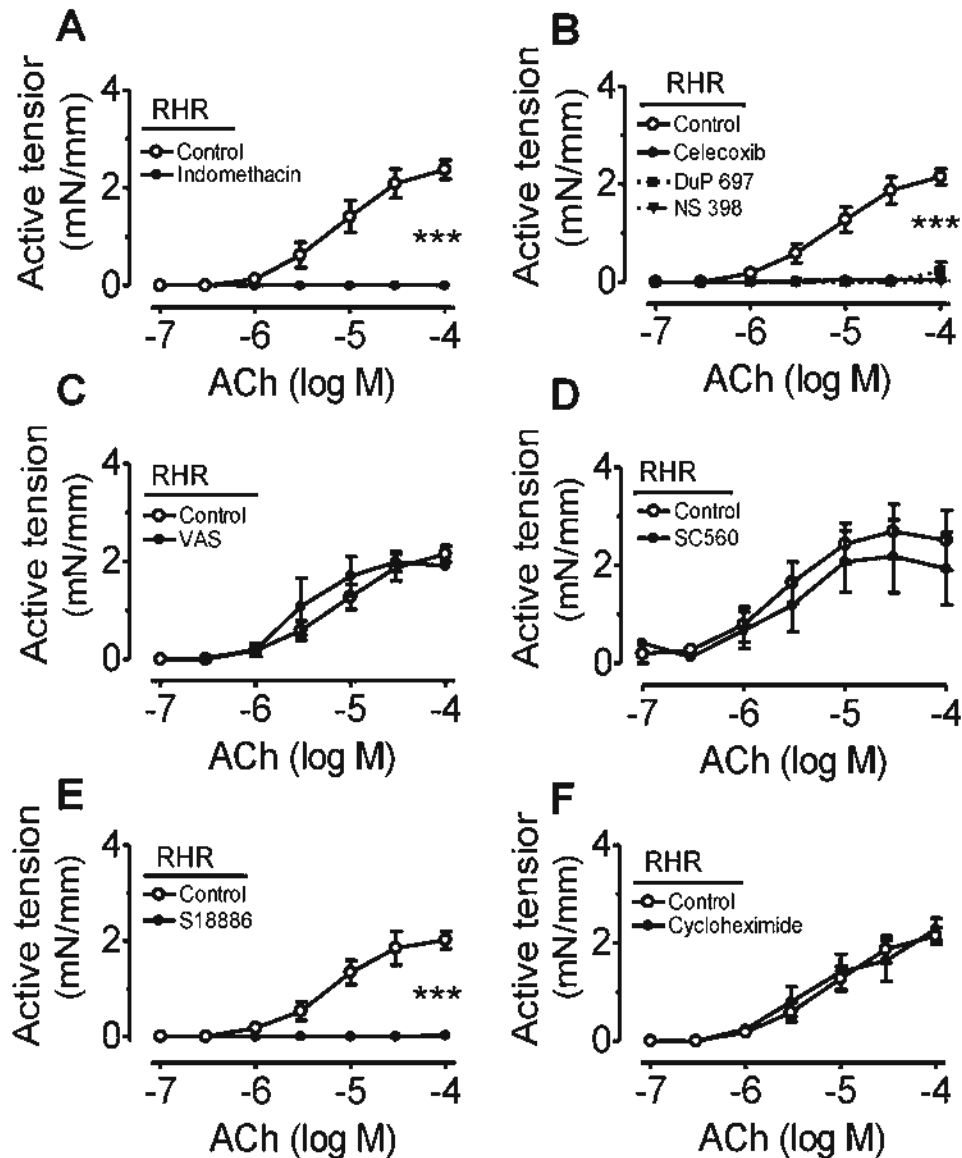 A
Active tensior
(mN/mm)
4
2
0
RHR
Control
Indomethacin
***
-7 -6 -5 -4
ACh (log M)
B
Active tension
(mN/mm)
4
2
0
RHR
Control
Celecoxib
DuP 697
NS 398
***
-7 -6 -5 -4
ACh (log M)
C
Active tension
(mN/mm)
4
2
0
RHR
Control
VAS
-7 -6 -5 -4
ACh (log M)
D
Active tension
(mN/mm)
4
2
0
RHR
Control
SC560
-7 -6 -5 -4
ACh (log M)
E
Active tension
(mN/mm)
4
2
0
RHR
Control
S18886
***
-7 -6 -5 -4
ACh (log M)
F
Active tensior
(mN/mm)
4
2
0
RHR
Control
Cycloheximide
-7 -6 -5 -4
ACh (log M)